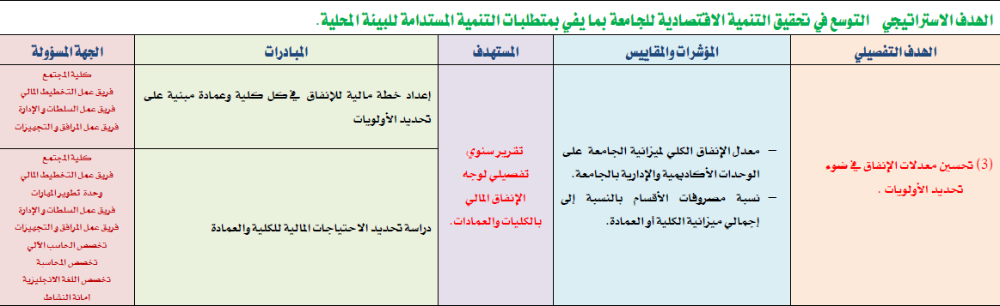 الهدف الاستراتيجي التوسع في تحقيق التنمية الاقتصادية للجامعة بما يفي بمتطلبات التنمية المستدامة للبيئة المحلية.
الهدف التفصيلي
المؤشرات والمقاييس
المستهدف
المبادرات
الجهة المسؤولة
(3) تحسين معدلات الإنفاق في ضوء
تحديد الأولويات .
– معدل الإنفاق الكلي لميزانية الجامعة على
الوحدات الأكاديمية والإدارية بالجامعة.
– نسبة مصروفات الأقسام بالنسبة إلى
إجمالي ميزانية الكلية أو العمادة.
تقرير سنوي
تفصيلي لوجه
الإنفاق المالي
بالكليات والعمادات.
إعداد خطة مالية للإنفاق في كل كلية وعمادة مبنية على
تحديد الأولويات
كلية المجتمع
فريق عمل التخطيط المالي
فريق عمل السلطات و الإدارة
فريق عمل المرافق و التجهيزات
دراسة تحديد الاحتياجات المالية للكلية والعمادة
كلية المجتمع
فريق عمل التخطيط المالي
وحدة تطوير المهارات
فريق عمل السلطات و الإدارة
فريق عمل المرافق و التجهيزات
تخصص الحاسب الآلي
تخصص المحاسبة
تخصص اللغة الانجليزية
أمانة النشاط